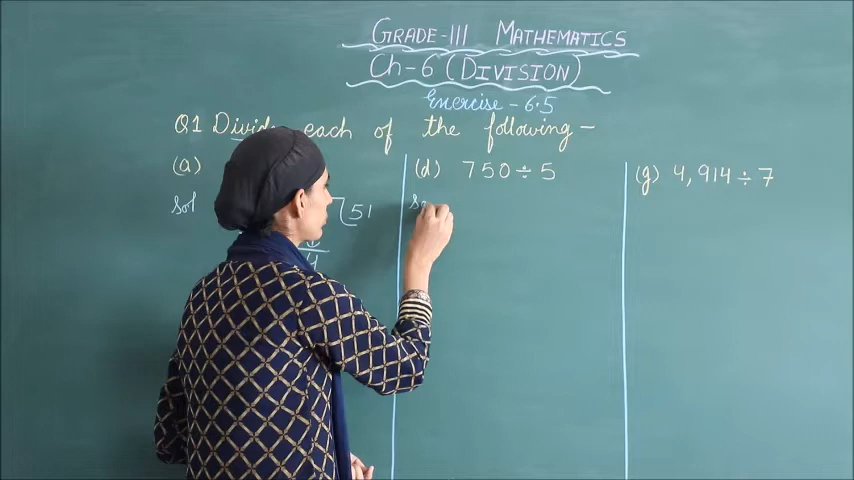 GRADE-III MATHEMATICS
Ch-6 (DIVISION)
Exercise - 6.5
Q1 Divide each of the following -
(a)
(d) 750 ÷ 5
(g) 4,914 ÷ 7
Sol
51